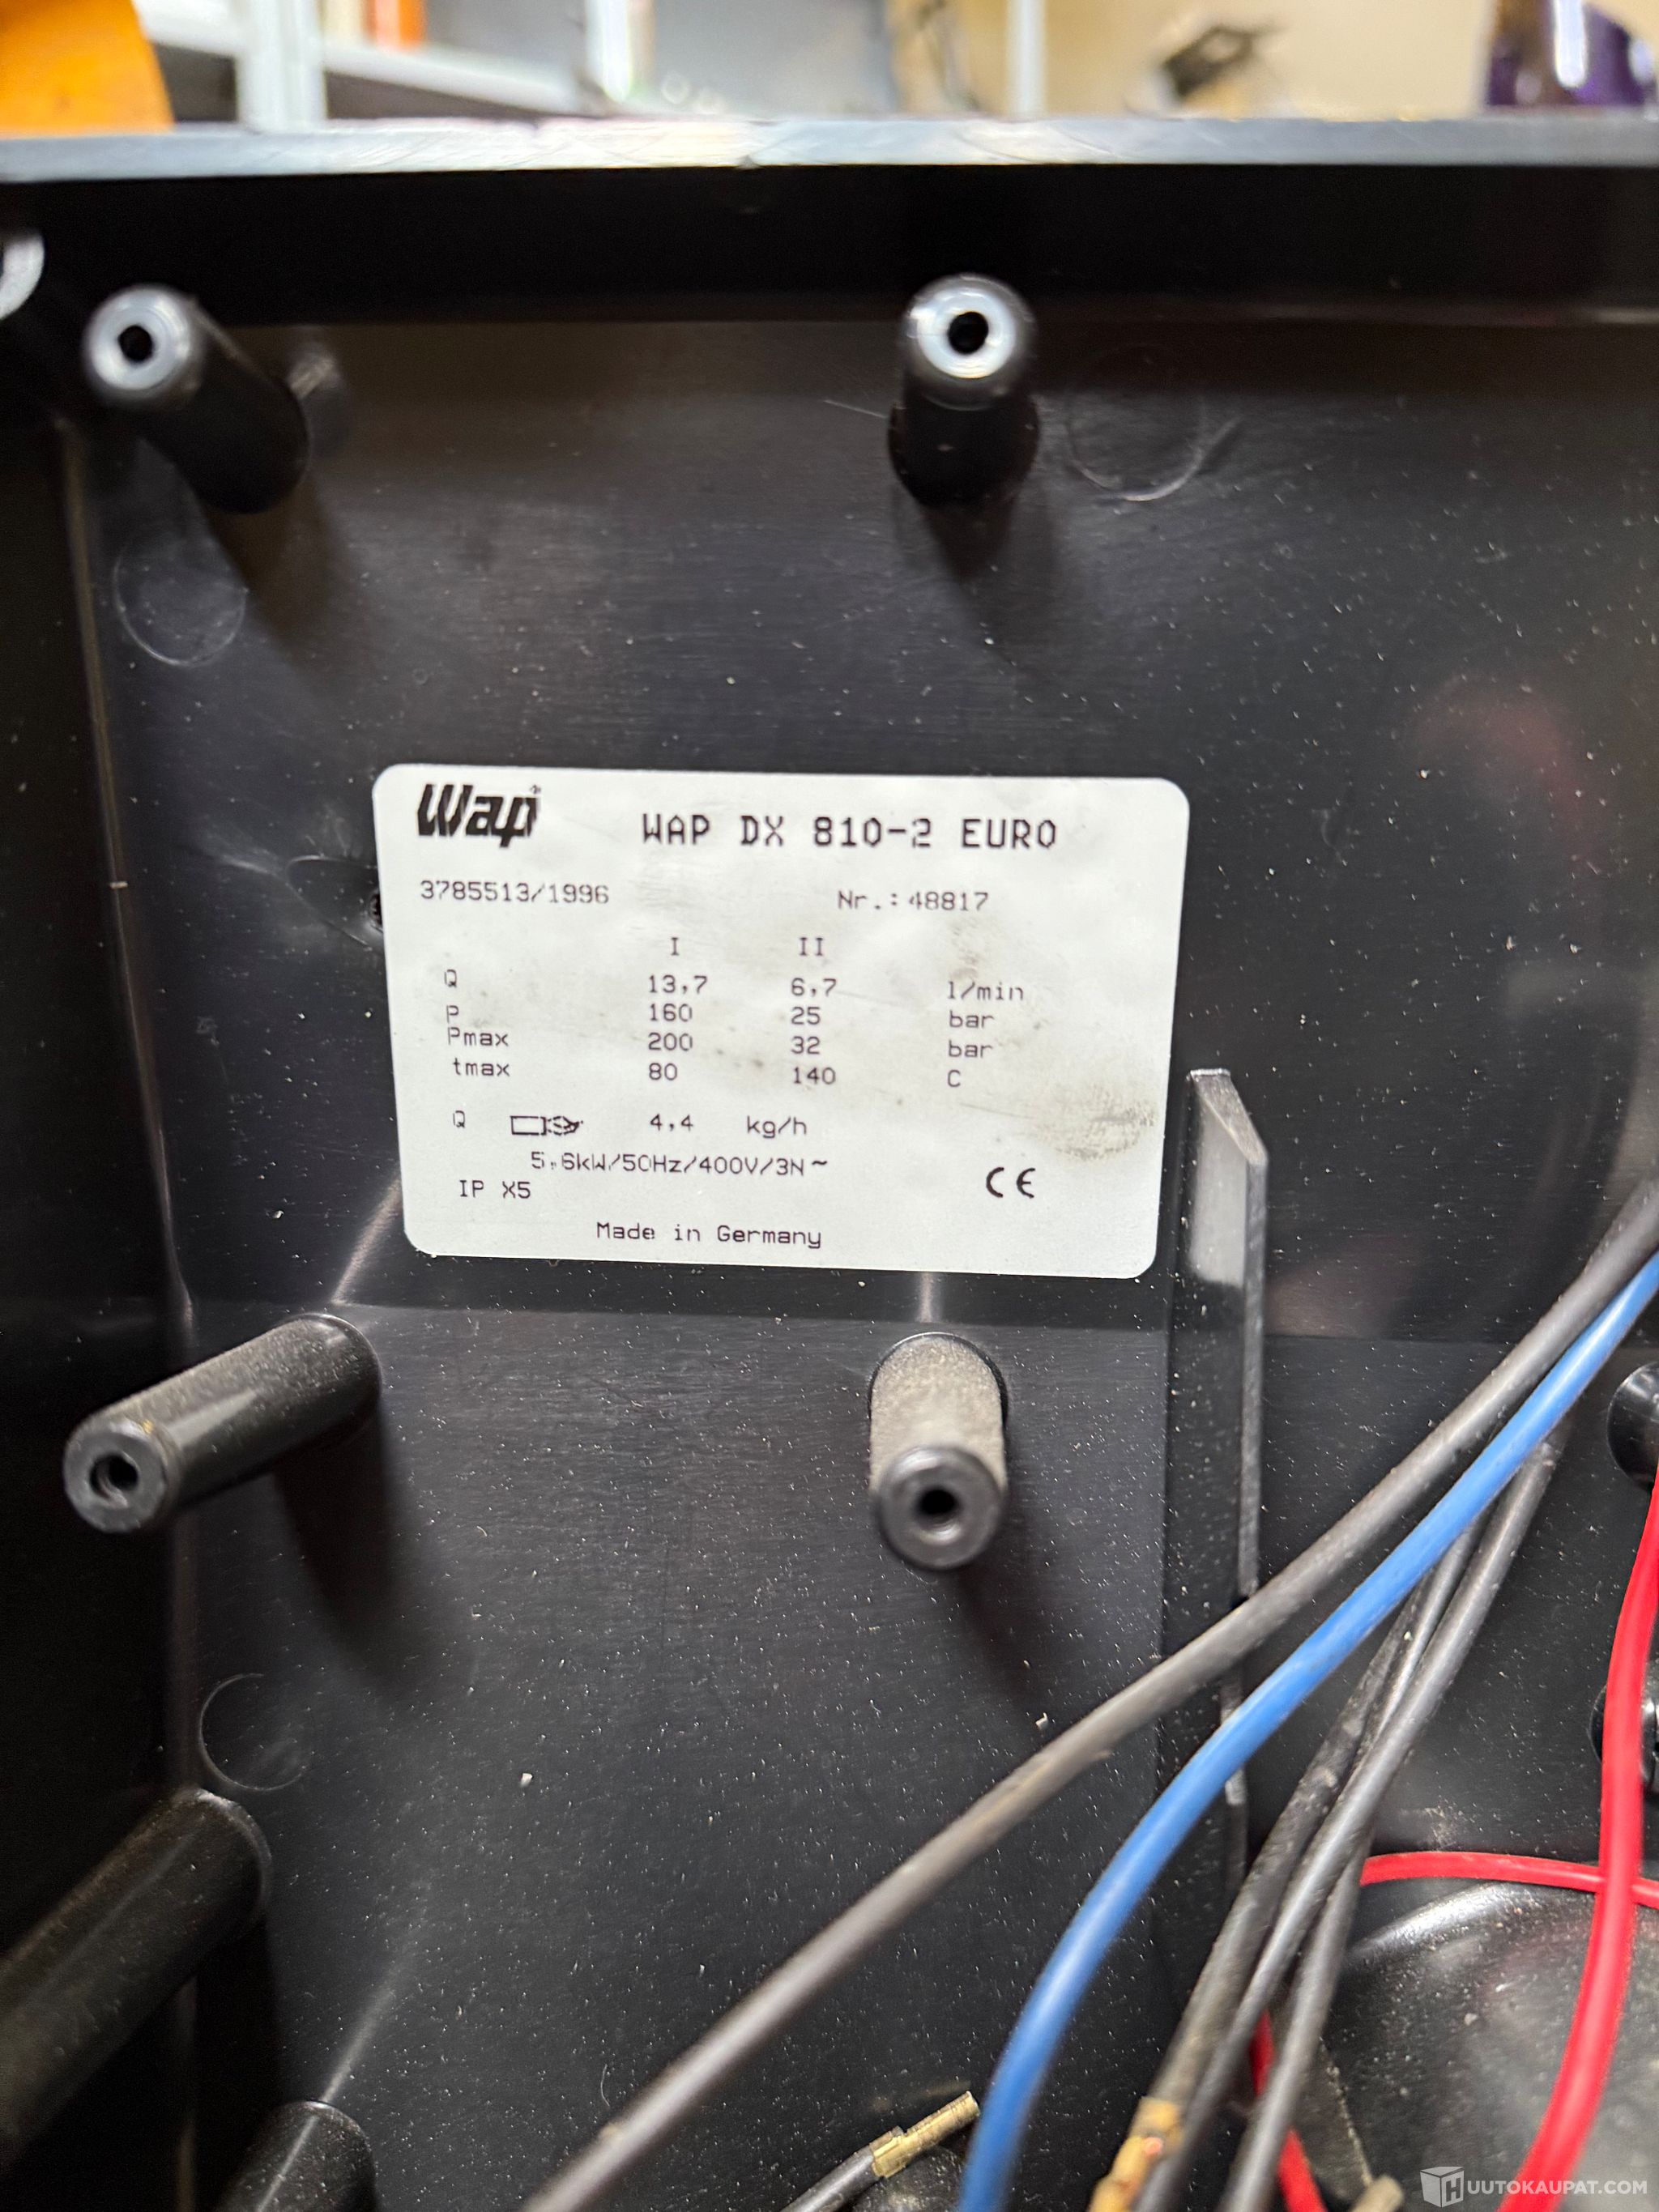 Wap
WAP DX 810-2 EURO
3785513/1996 Nr.:48817
I II
Q 13,7 6,7 l/min
P 160 25 bar
Pmax 200 32 bar
tmax 80 140 C
Q 4,4 kg/h
5,6kW/50Hz/400V/3N~
IP X5 CE
Made in Germany
HUUTOKAUPAT.COM